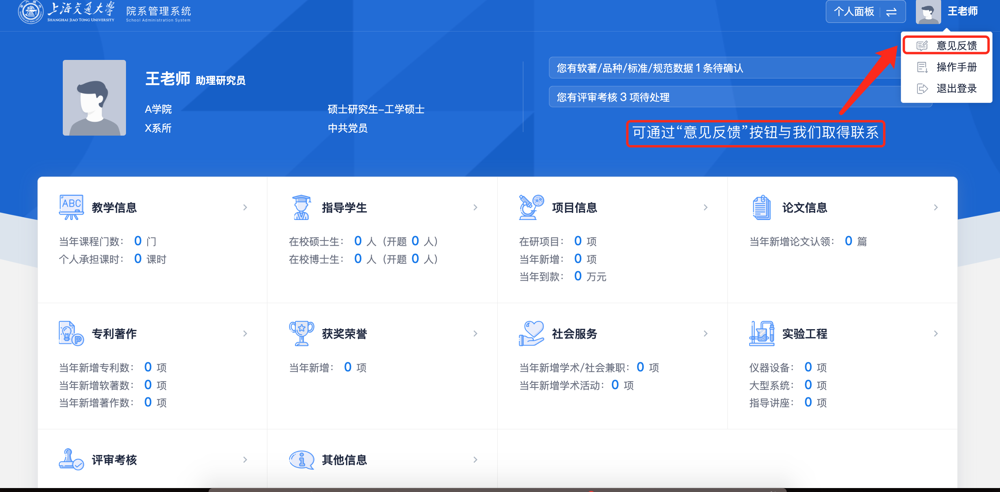 上海交通大学
SHANGHAI JIAO TONG UNIVERSITY
院系管理系统
School Administration System
个人面板
王老师
意见反馈
操作手册
退出登录
王老师 助理研究员
A学院
硕士研究生-工学硕士
X系所
中共党员
您有软著/品种/标准/规范数据 1 条待确认
您有评审考核 3 项待处理
可通过“意见反馈”按钮与我们取得联系
ABC
教学信息
当年课程门数： 0 门
个人承担课时： 0 课时
指导学生
在校硕士生： 0 人（开题 0 人）
在校博士生： 0 人（开题 0 人）
项目信息
在研项目： 0 项
当年新增： 0 项
当年到款： 0 万元
论文信息
当年新增论文认领： 0 篇
P
专利著作
当年新增专利数： 0 项
当年新增软著数： 0 项
当年新增著作数： 0 项
获奖荣誉
当年新增： 0 项
社会服务
当年新增学术/社会兼职： 0 项
当年新增学术活动： 0 项
实验工程
仪器设备： 0 项
大型系统： 0 项
指导讲座： 0 项
评审考核
其他信息